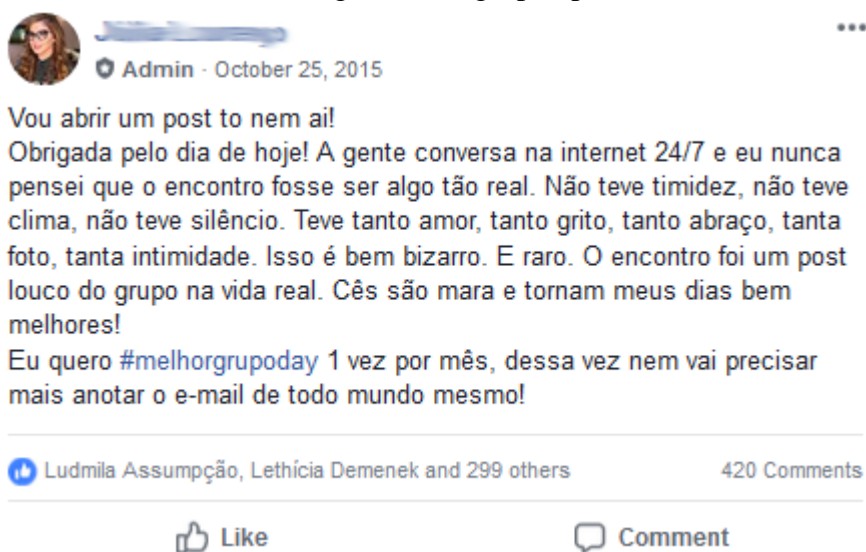 Admin · October 25, 2015
Vou abrir um post to nem ai!
Obrigada pelo dia de hoje! A gente conversa na internet 24/7 e eu nunca
pensei que o encontro fosse ser algo tão real. Não teve timidez, não teve
clima, não teve silêncio. Teve tanto amor, tanto grito, tanto abraço, tanta
foto, tanta intimidade. Isso é bem bizarro. E raro. O encontro foi um post
louco do grupo na vida real. Cês são mara e tornam meus dias bem
melhores!
Eu quero #melhorgrupoday 1 vez por mês, dessa vez nem vai precisar
mais anotar o e-mail de todo mundo mesmo!
Ludmila Assumpção, Lethícia Demenek and 299 others 420 Comments
Like Comment